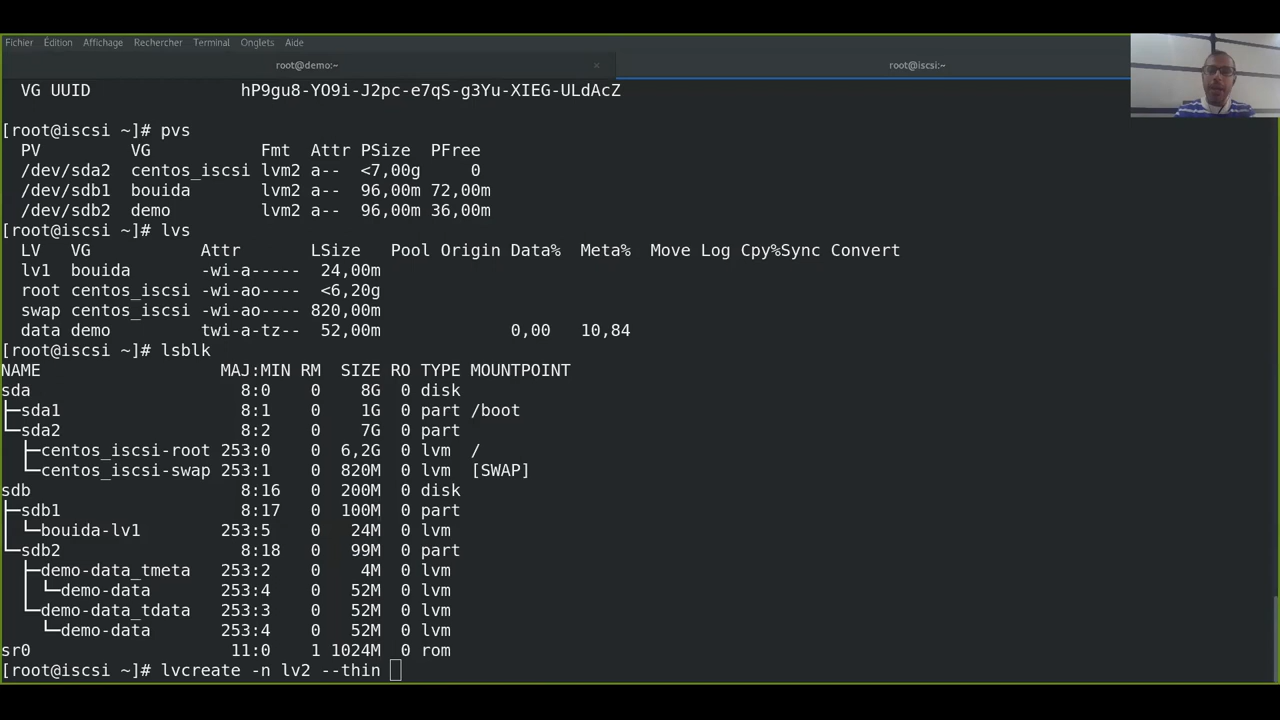 Fichier Édition Affichage Rechercher Terminal Onglets Aide
root@demo:~ × root@iscsi:~
VG UUID hP9gu8-YO9i-J2pc-e7qS-g3Yu-XIEG-ULdAcZ
[root@iscsi ~]# pvs
PV VG Fmt Attr PSize PFree
/dev/sda2 centos_iscsi lvm2 a-- <7,00g 0
/dev/sdb1 bouida lvm2 a-- 96,00m 72,00m
/dev/sdb2 demo lvm2 a-- 96,00m 36,00m
[root@iscsi ~]# lvs
LV VG Attr LSize Pool Origin Data% Meta% Move Log Cpy%Sync Convert
lv1 bouida -wi-a----- 24,00m
root centos_iscsi -wi-ao---- <6,20g
swap centos_iscsi -wi-ao---- 820,00m
data demo twi-a-tz-- 52,00m 0,00 10,84
[root@iscsi ~]# lsblk
NAME MAJ:MIN RM SIZE RO TYPE MOUNTPOINT
sda 8:0 0 8G 0 disk
├─sda1 8:1 0 1G 0 part /boot
└─sda2 8:2 0 7G 0 part
├─centos_iscsi-root 253:0 0 6,2G 0 lvm /
└─centos_iscsi-swap 253:1 0 820M 0 lvm [SWAP]
sdb 8:16 0 200M 0 disk
├─sdb1 8:17 0 100M 0 part
│ └─bouida-lv1 253:5 0 24M 0 lvm
└─sdb2 8:18 0 99M 0 part
├─demo-data_tmeta 253:2 0 4M 0 lvm
│ └─demo-data 253:4 0 52M 0 lvm
└─demo-data_tdata 253:3 0 52M 0 lvm
└─demo-data 253:4 0 52M 0 lvm
sr0 11:0 1 1024M 0 rom
[root@iscsi ~]# lvcreate -n lv2 --thin